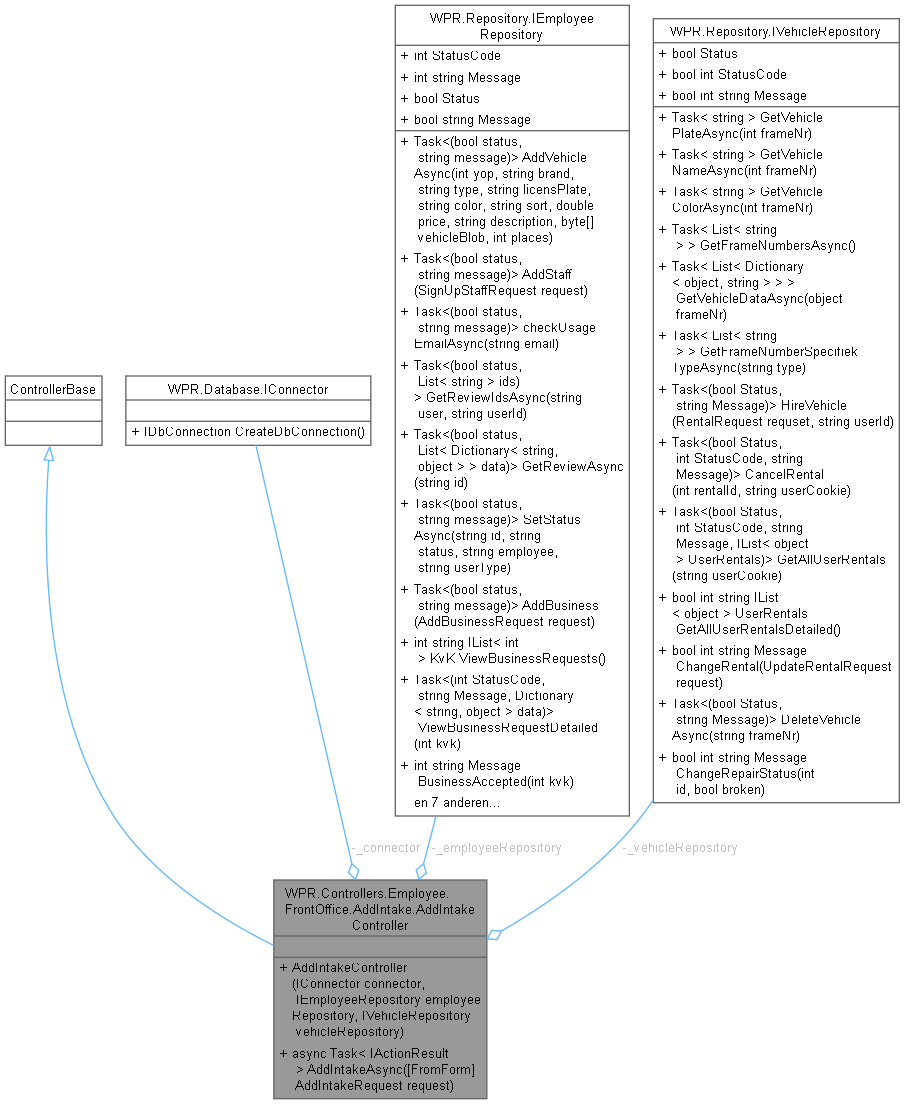 WPR.Repository.IEmployee
Repository
+ int StatusCode
+ int string Message
+ bool Status
+ bool string Message
+ Task<(bool status,
string message)> AddVehicle
Async(int yop, string brand,
string type, string licensPlate,
string color, string sort, double
price, string description, byte[]
vehicleBlob, int places)
+ Task<(bool status,
string message)> AddStaff
(SignUpStaffRequest request)
+ Task<(bool status,
string message)> checkUsage
EmailAsync(string email)
+ Task<(bool status,
List< string > ids)
> GetReviewIdsAsync(string
user, string userId)
+ Task<(bool status,
List< Dictionary< string,
object > > data)> GetReviewAsync
(string id)
+ Task<(bool status,
string message)> SetStatus
Async(string id, string
status, string employee,
string userType)
+ Task<(bool status,
string message)> AddBusiness
(AddBusinessRequest request)
+ int string IList< int
> KvK ViewBusinessRequests()
+ Task<(int StatusCode,
string Message, Dictionary
< string, object > data)>
ViewBusinessRequestDetailed
(int kvk)
+ int string Message
BusinessAccepted(int kvk)
en 7 anderen...
WPR.Repository.IVehicleRepository
+ bool Status
+ bool int StatusCode
+ bool int string Message
+ Task< string > GetVehicle
PlateAsync(int frameNr)
+ Task< string > GetVehicle
NameAsync(int frameNr)
+ Task< string > GetVehicle
ColorAsync(int frameNr)
+ Task< List< string
> > GetFrameNumbersAsync()
+ Task< List< Dictionary
< object, string > > >
GetVehicleDataAsync(object
frameNr)
+ Task< List< string
> > GetFrameNumberSpecifiek
TypeAsync(string type)
+ Task<(bool Status,
string Message)> HireVehicle
(RentalRequest requset, string userId)
+ Task<(bool Status,
int StatusCode, string
Message)> CancelRental
(int rentalId, string userCookie)
+ Task<(bool Status,
int StatusCode, string
Message, IList< object
> UserRentals)> GetAllUserRentals
(string userCookie)
+ bool int string IList
< object > UserRentals
GetAllUserRentalsDetailed()
+ bool int string Message
ChangeRental(UpdateRentalRequest
request)
+ Task<(bool Status,
string Message)> DeleteVehicle
Async(string frameNr)
+ bool int string Message
ChangeRepairStatus(int
id, bool broken)
ControllerBase
WPR.Database.IConnector
+ IDbConnection CreateDbConnection()
-_connector
-_employeeRepository
-_vehicleRepository
WPR.Controllers.Employee.
FrontOffice.AddIntake.AddIntake
Controller
+ AddIntakeController
(IConnector connector,
IEmployeeRepository employee
Repository, IVehicleRepository
vehicleRepository)
+ async Task< IActionResult
> AddIntakeAsync([FromForm]
AddIntakeRequest request)